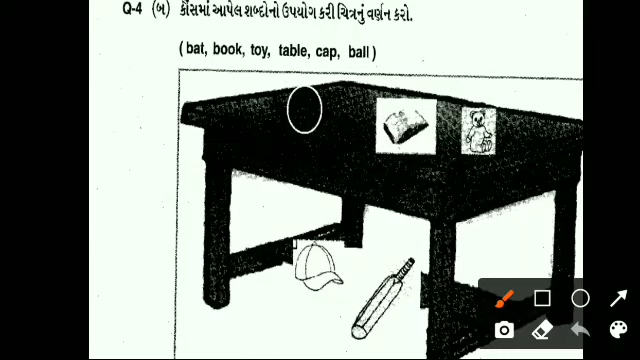 Q-4 (બ) કૌંસમાં આપેલ શબ્દોનો ઉપયોગ કરી ચિત્રનું વર્ણન કરો.
( bat, book, toy, table, cap, ball )